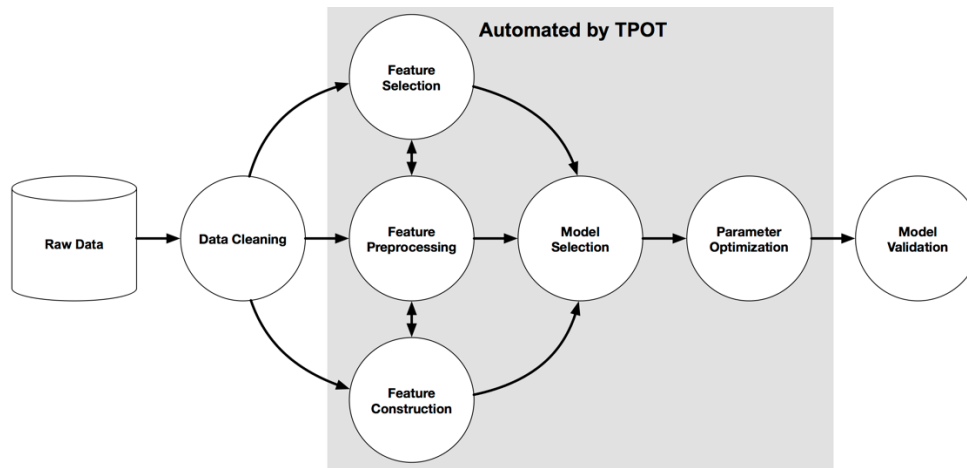 Automated by TPOT
Feature
Selection
Raw Data
Data Cleaning
Feature
Preprocessing
Model
Selection
Parameter
Optimization
Model
Validation
Feature
Construction